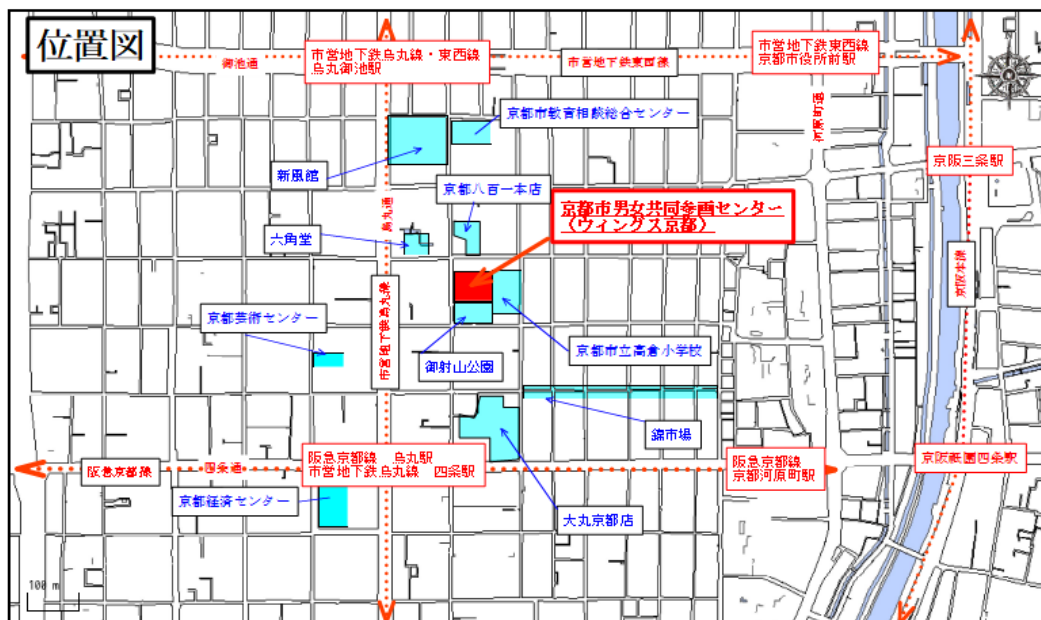 位置図
御池通
市営地下鉄烏丸線・東西線
烏丸御池駅
市営地下鉄東西線
市営地下鉄東西線
京都市役所前駅
河原町通
京都市教育相談総合センター
新風館
京阪三条駅
京都八百一本店
烏丸通
京都市男女共同参画センター
(ウィングス京都)
六角堂
京阪本線
市営地下鉄烏丸線
京都芸術センター
御射山公園
京都市立高倉小学校
錦市場
阪急京都線
四条通
阪急京都線 烏丸駅
市営地下鉄烏丸線 四条駅
阪急京都線
京都河原町駅
京阪祇園四条駅
京都経済センター
大丸京都店
100 m